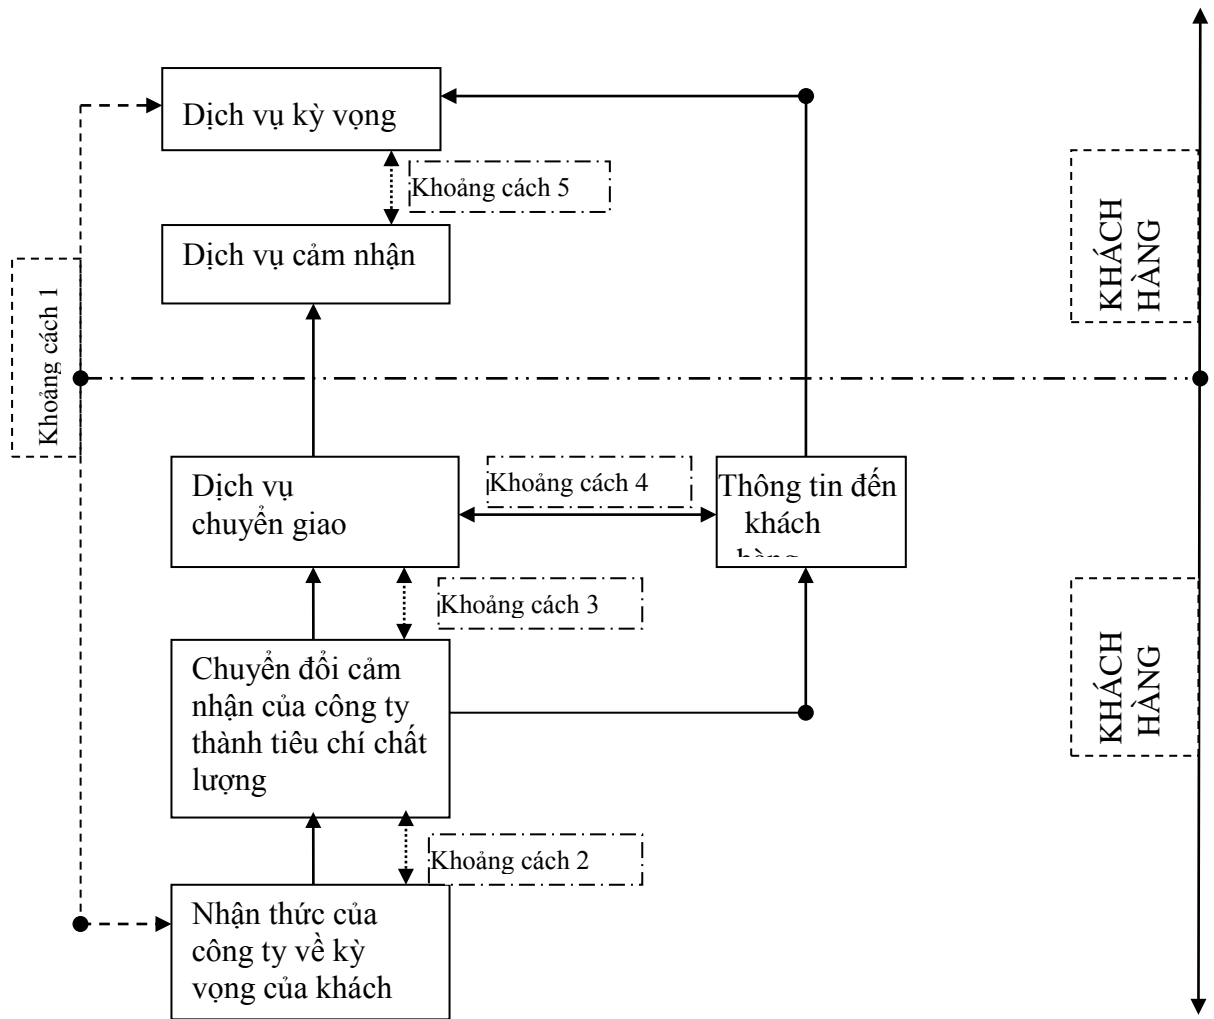 Dịch vụ kỳ vọng
Khoảng cách 5
Dịch vụ cảm nhận
KHÁCH
HÀNG
Khoảng cách 1
Dịch vụ
chuyển giao
Khoảng cách 4
Thông tin đến
khách
Khoảng cách 3
Chuyển đổi cảm
nhận của công ty
thành tiêu chí chất
lượng
KHÁCH
HÀNG
Khoảng cách 2
Nhận thức của
công ty về kỳ
vọng của khách